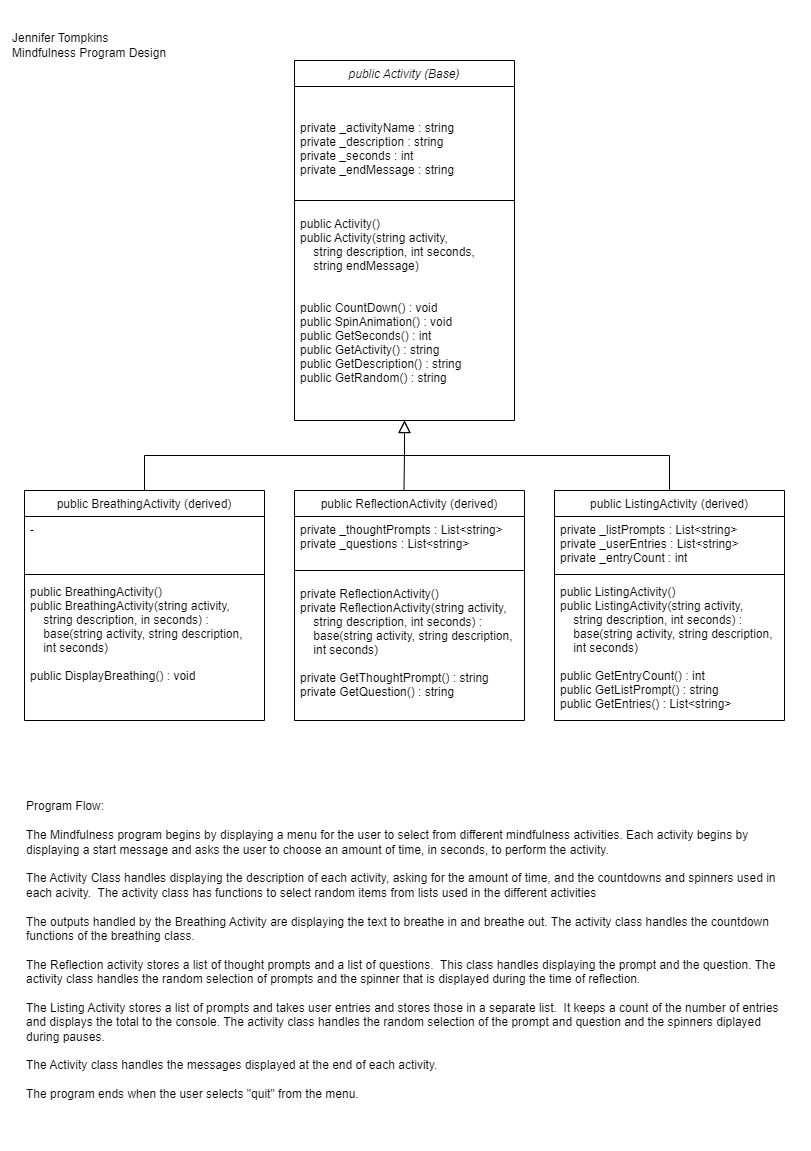 Jennifer Tompkins
Mindfulness Program Design
public Activity (Base)
private _activityName : string
private _description : string
private _seconds : int
private _endMessage : string
public Activity()
public Activity(string activity,
string description, int seconds,
string endMessage)
public CountDown() : void
public SpinAnimation() : void
public GetSeconds() : int
public GetActivity() : string
public GetDescription() : string
public GetRandom() : string
public BreathingActivity (derived)
-
public BreathingActivity()
public BreathingActivity(string activity,
string description, in seconds) :
base(string activity, string description,
int seconds)
public DisplayBreathing() : void
public ReflectionActivity (derived)
private _thoughtPrompts : List<string>
private _questions : List<string>
private ReflectionActivity()
private ReflectionActivity(string activity,
string description, int seconds) :
base(string activity, string description,
int seconds)
private GetThoughtPrompt() : string
private GetQuestion() : string
public ListingActivity (derived)
private _listPrompts : List<string>
private _userEntries : List<string>
private _entryCount : int
public ListingActivity()
public ListingActivity(string activity,
string description, int seconds) :
base(string activity, string description,
int seconds)
public GetEntryCount() : int
public GetListPrompt() : string
public GetEntries() : List<string>
Program Flow:
The Mindfulness program begins by displaying a menu for the user to select from different mindfulness activities. Each activity begins by
displaying a start message and asks the user to choose an amount of time, in seconds, to perform the activity.
The Activity Class handles displaying the description of each activity, asking for the amount of time, and the countdowns and spinners used in
each acivity.  The activity class has functions to select random items from lists used in the different activities
The outputs handled by the Breathing Activity are displaying the text to breathe in and breathe out. The activity class handles the countdown
functions of the breathing class.
The Reflection activity stores a list of thought prompts and a list of questions.  This class handles displaying the prompt and the question. The
activity class handles the random selection of prompts and the spinner that is displayed during the time of reflection.
The Listing Activity stores a list of prompts and takes user entries and stores those in a separate list.  It keeps a count of the number of entries
and displays the total to the console. The activity class handles the random selection of the prompt and question and the spinners diplayed
during pauses.
The Activity class handles the messages displayed at the end of each activity.
The program ends when the user selects "quit" from the menu.